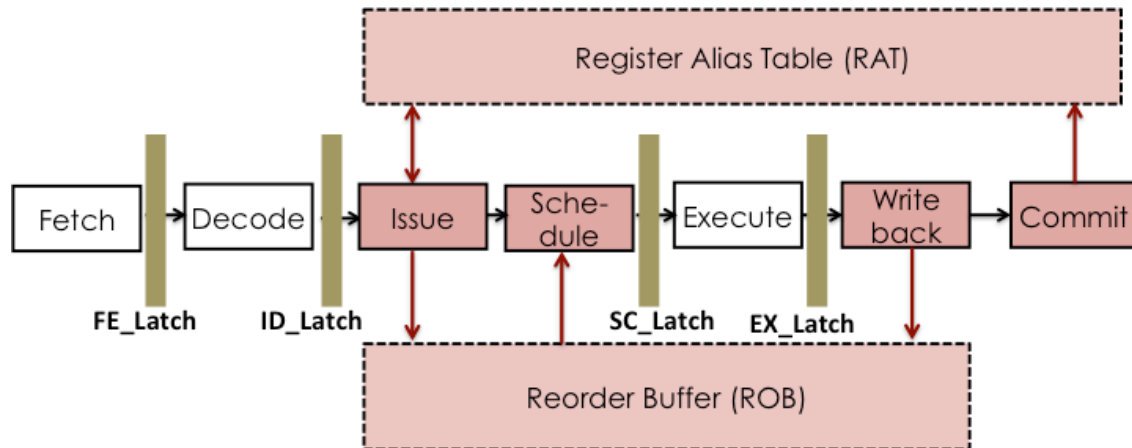 Register Alias Table (RAT)
Fetch
Decode
Issue
Sche-
dule
Execute
Write
back
Commit
FE_Latch
ID_Latch
SC_Latch
EX_Latch
Reorder Buffer (ROB)